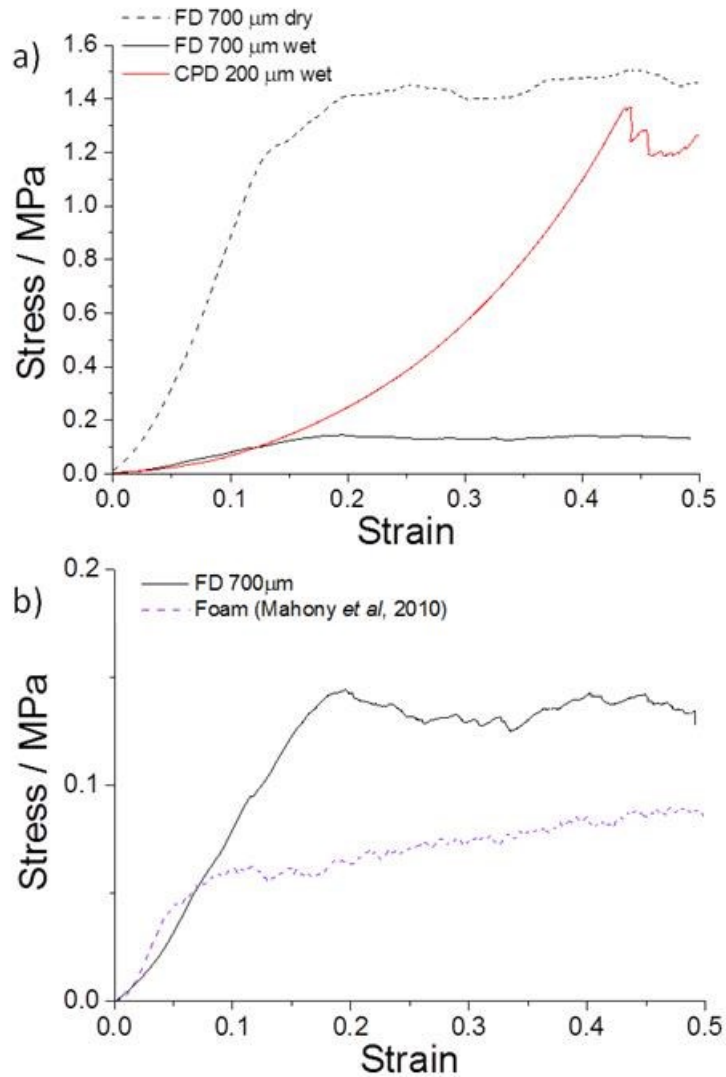 a)
FD 700 μm dry
FD 700 μm wet
CPD 200 μm wet
Stress / MPa
1.6
1.4
1.2
1.0
0.8
0.6
0.4
0.2
0.0
0.0 0.1 0.2 0.3 0.4 0.5
Strain
b)
FD 700μm
Foam (Mahony et al, 2010)
Stress / MPa
0.2
0.1
0.0
0.0 0.1 0.2 0.3 0.4 0.5
Strain